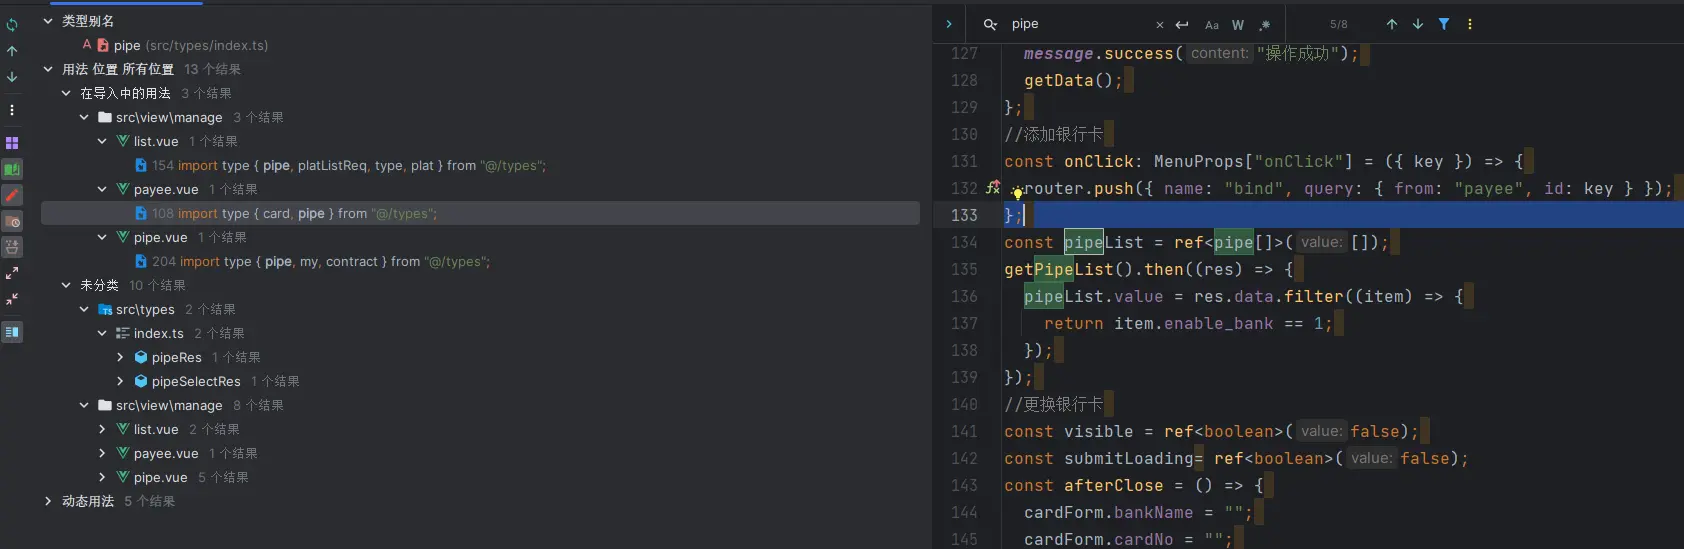 类型别名
pipe (src/types/index.ts)
用法 位置 所有位置 13 个结果
在导入中的用法 3 个结果
src\view\manage 3 个结果
list.vue 1 个结果
154 import type { pipe, platListReq, type, plat } from "@/types";
payee.vue 1 个结果
108 import type { card, pipe } from "@/types";
pipe.vue 1 个结果
204 import type { pipe, my, contract } from "@/types";
未分类 10 个结果
src\types 2 个结果
index.ts 2 个结果
pipeRes 1 个结果
pipeSelectRes 1 个结果
src\view\manage 8 个结果
list.vue 2 个结果
payee.vue 1 个结果
pipe.vue 5 个结果
动态用法 5 个结果
pipe × Aa W .* 5/8
127 message.success( content: "操作成功");
128 getData();
129 };
130 //添加银行卡
131 const onClick: MenuProps["onClick"] = ({ key }) => {
132 router.push({ name: "bind", query: { from: "payee", id: key } });
133 };
134 const pipeList = ref<pipe[]>( value: []);
135 getPipeList().then((res) => {
136 pipeList.value = res.data.filter((item) => {
137 return item.enable_bank == 1;
138 });
139 });
140 //更换银行卡
141 const visible = ref<boolean>( value: false);
142 const submitLoading= ref<boolean>( value: false);
143 const afterClose = () => {
144 cardForm.bankName = "";
145 cardForm.cardNo = "";